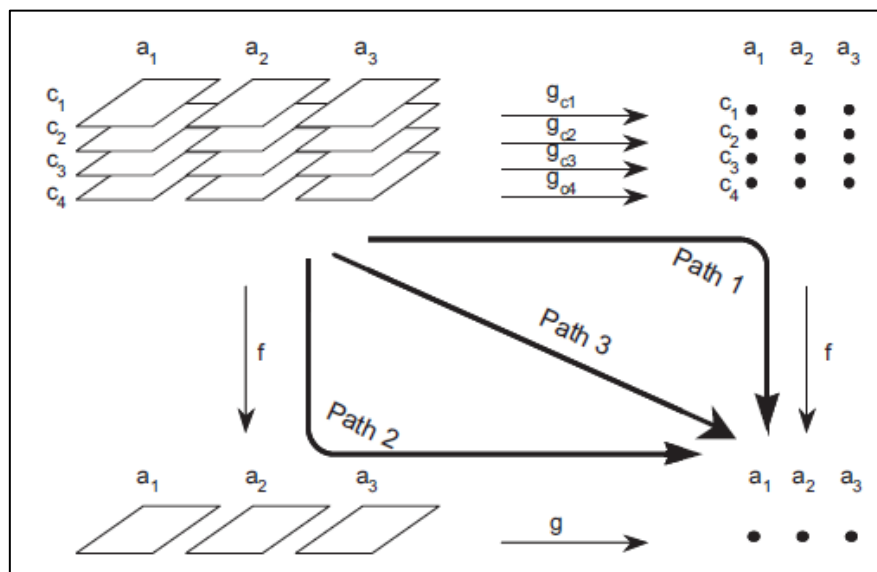 a1 a2 a3
a1 a2 a3
c1
c2
c3
c4
gc1
gc2
gc3
gc4
c1
c2
c3
c4
Path 1
Path 3
Path 2
f
f
a1 a2 a3
g
a1 a2 a3